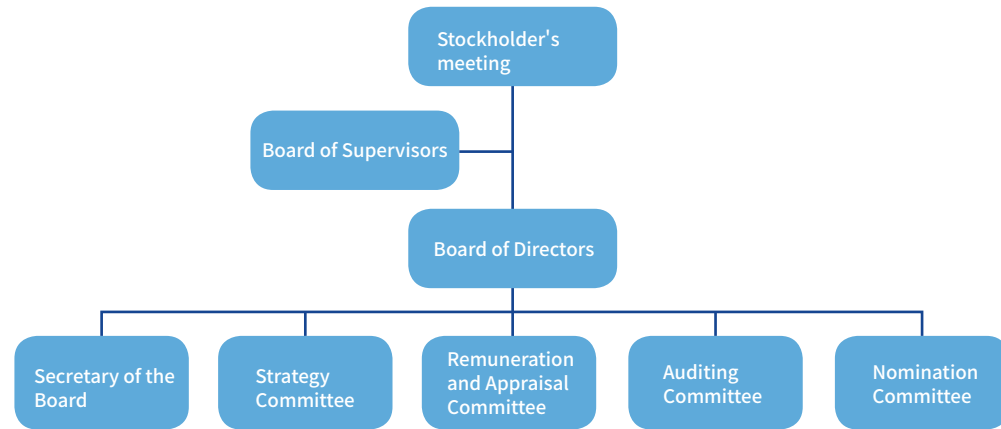 Stockholder's
meeting
Board of Supervisors
Board of Directors
Secretary of the
Board
Strategy
Committee
Remuneration
and Appraisal
Committee
Auditing
Committee
Nomination
Committee